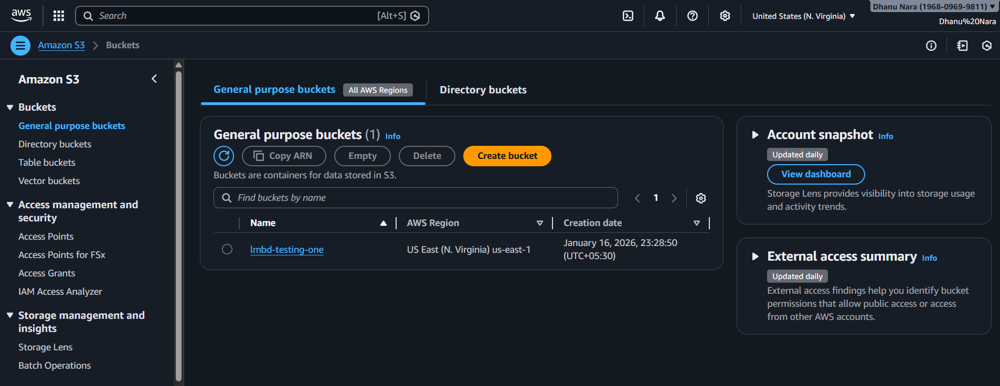 aws
Search [Alt+S]
United States (N. Virginia)
Dhanu Nara (1968-0969-9811)
Dhanu%20Nara
Amazon S3
Buckets
Amazon S3
Buckets
General purpose buckets
Directory buckets
Table buckets
Vector buckets
Access management and
security
Access Points
Access Points for FSx
Access Grants
IAM Access Analyzer
Storage management and
insights
Storage Lens
Batch Operations
General purpose buckets All AWS Regions
Directory buckets
General purpose buckets (1) Info
Copy ARN
Empty
Delete
Create bucket
Buckets are containers for data stored in S3.
Find buckets by name
1
Name AWS Region Creation date
lmbd-testing-one US East (N. Virginia) us-east-1 January 16, 2026, 23:28:50
(UTC+05:30)
Account snapshot Info
Updated daily
View dashboard
Storage Lens provides visibility into storage usage
and activity trends.
External access summary Info
Updated daily
External access findings help you identify bucket
permissions that allow public access or access
from other AWS accounts.